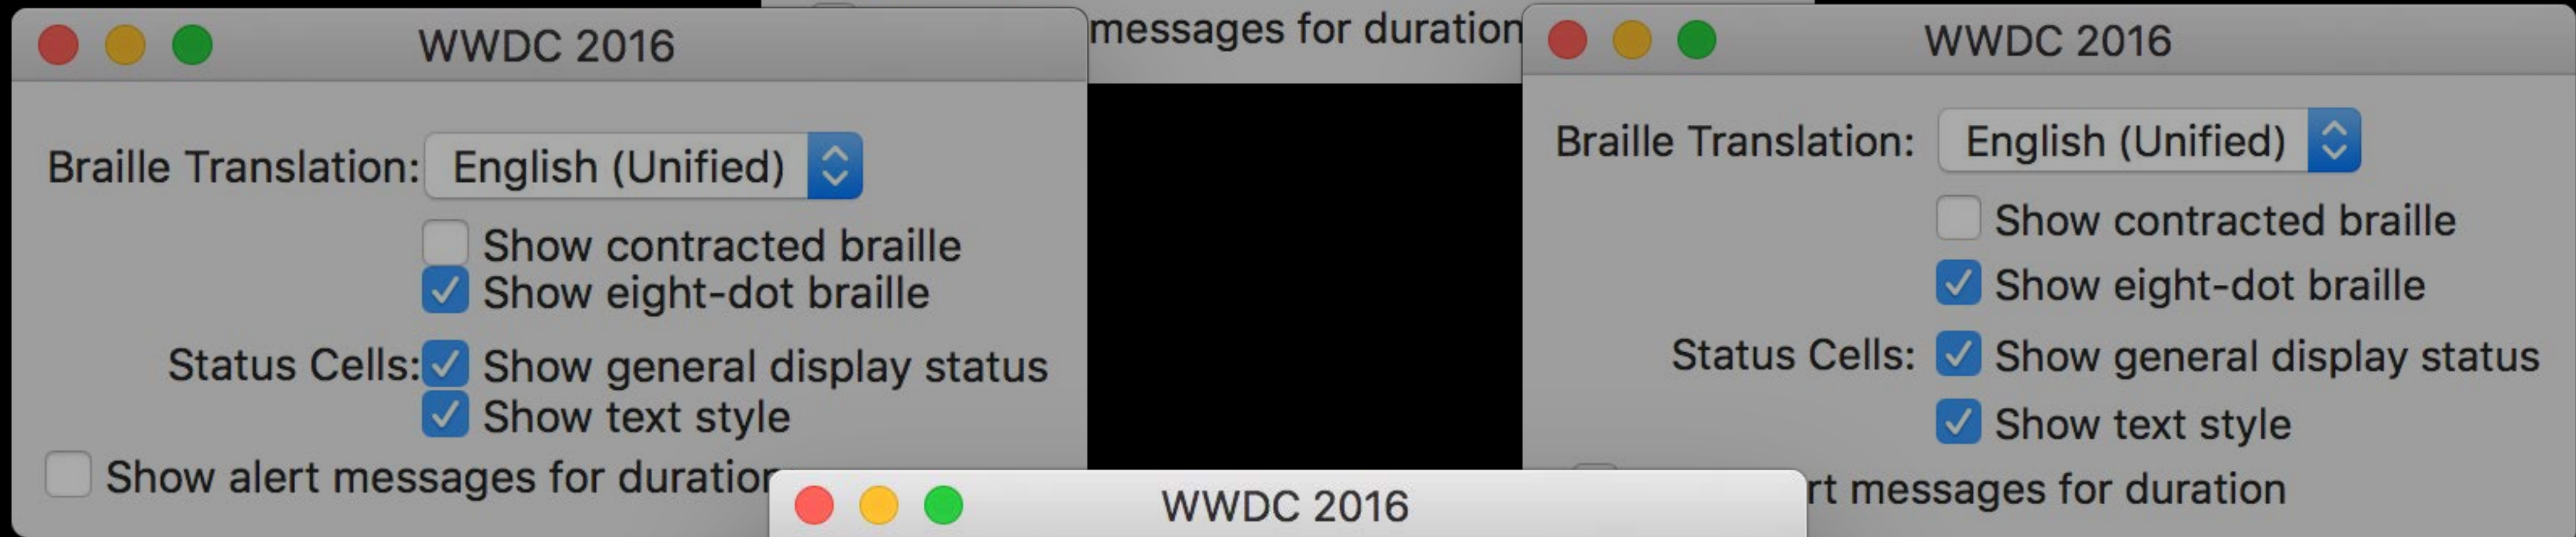 messages for duration
WWDC 2016
Braille Translation: English (Unified)
Show contracted braille
Show eight-dot braille
Status Cells: Show general display status
Show text style
Show alert messages for duration
WWDC 2016
Braille Translation: English (Unified)
Show contracted braille
Show eight-dot braille
Status Cells: Show general display status
Show text style
rt messages for duration
WWDC 2016